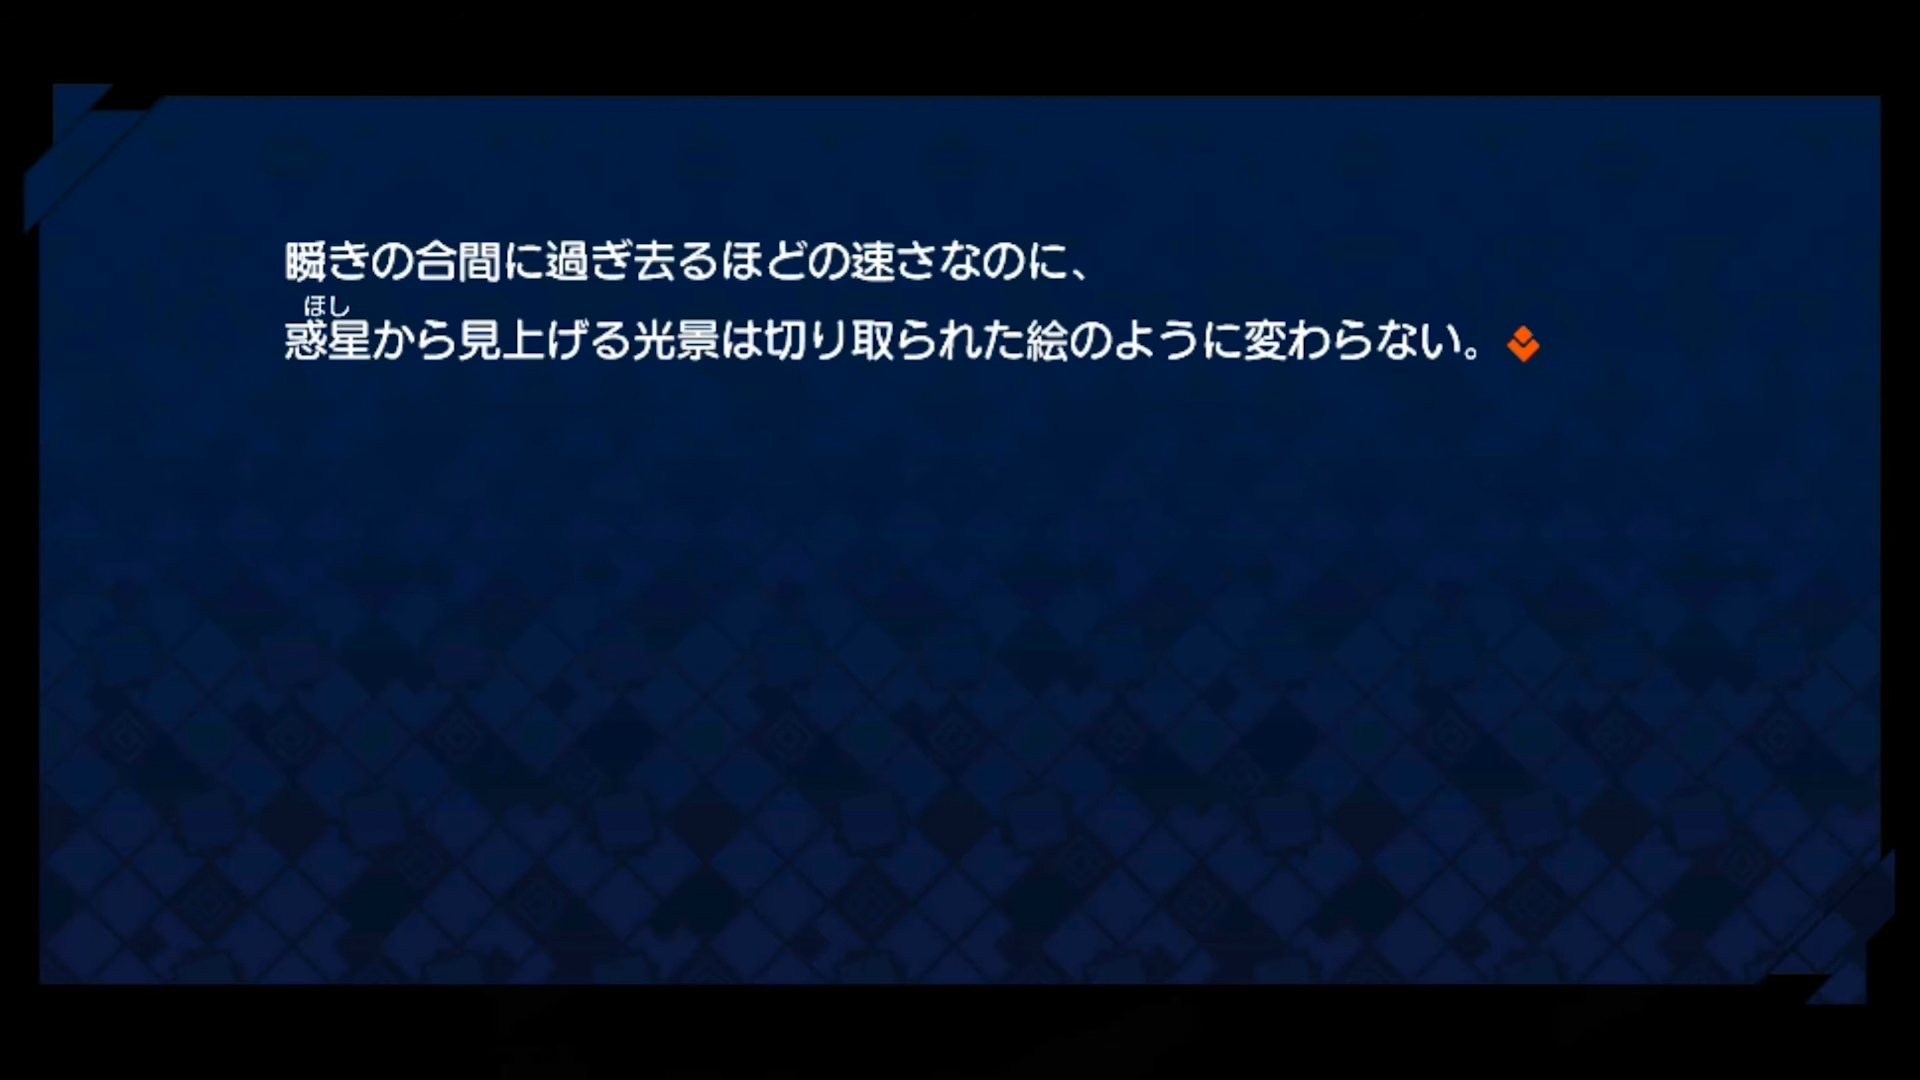 瞬きの合間に過ぎ去るほどの速さなのに、
ほし
惑星から見上げる光景は切り取られた絵のように変わらない。